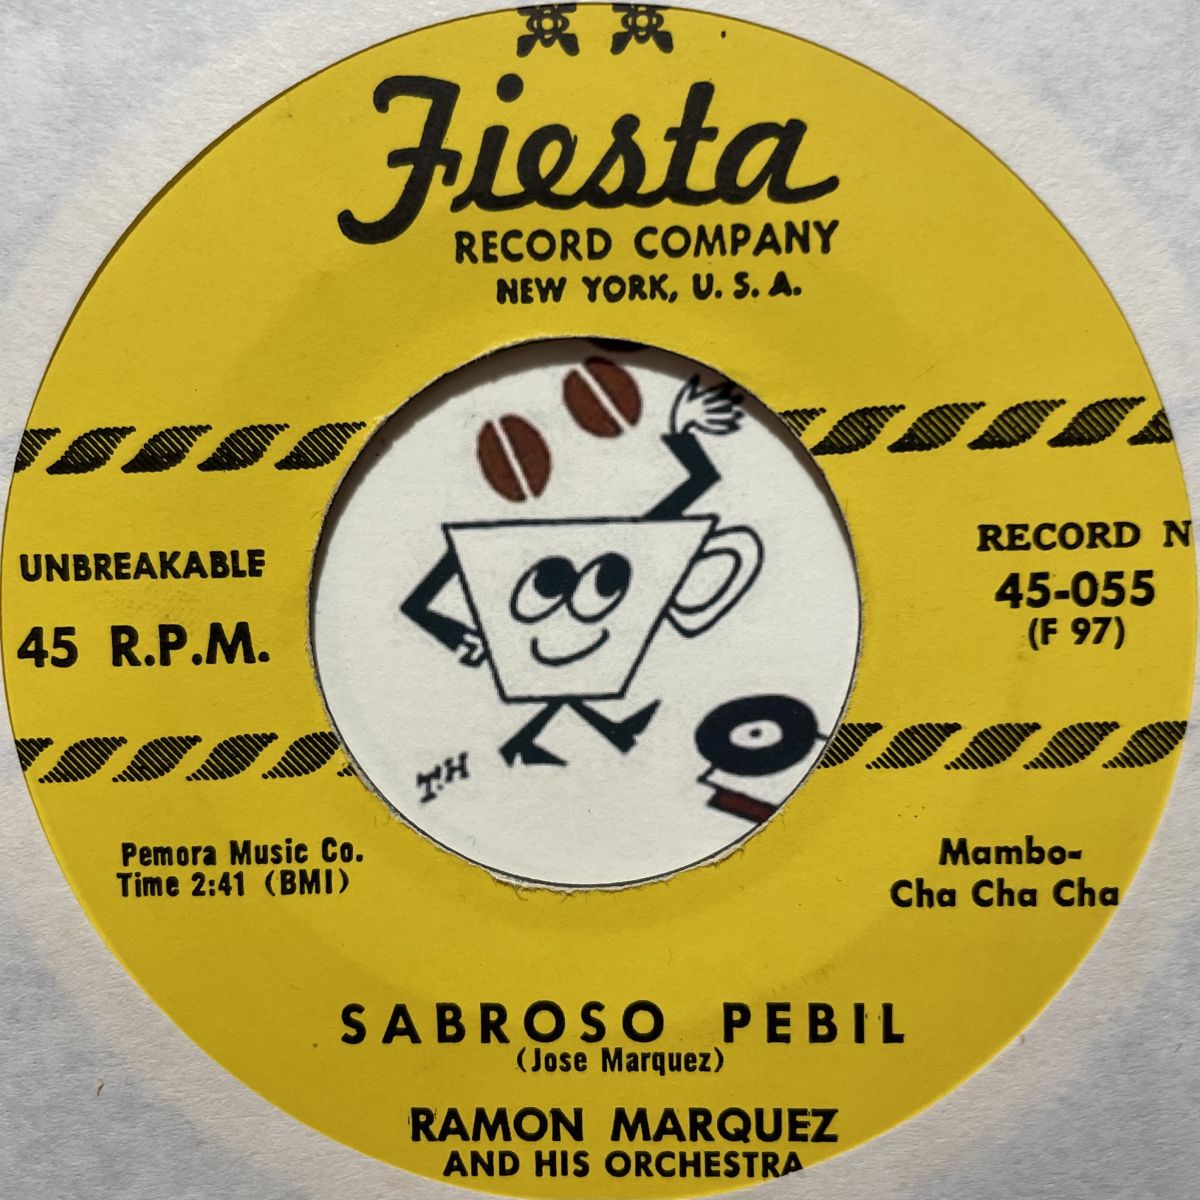 Fiesta
RECORD COMPANY
NEW YORK, U. S. A.
UNBREAKABLE
45 R.P.M.
RECORD N
45-055
(F 97)
T.H
Pemora Music Co.
Time 2:41 (BMI)
Mambo-
Cha Cha Cha
SABROSO PEBIL
(Jose Marquez)
RAMON MARQUEZ
AND HIS ORCHESTRA